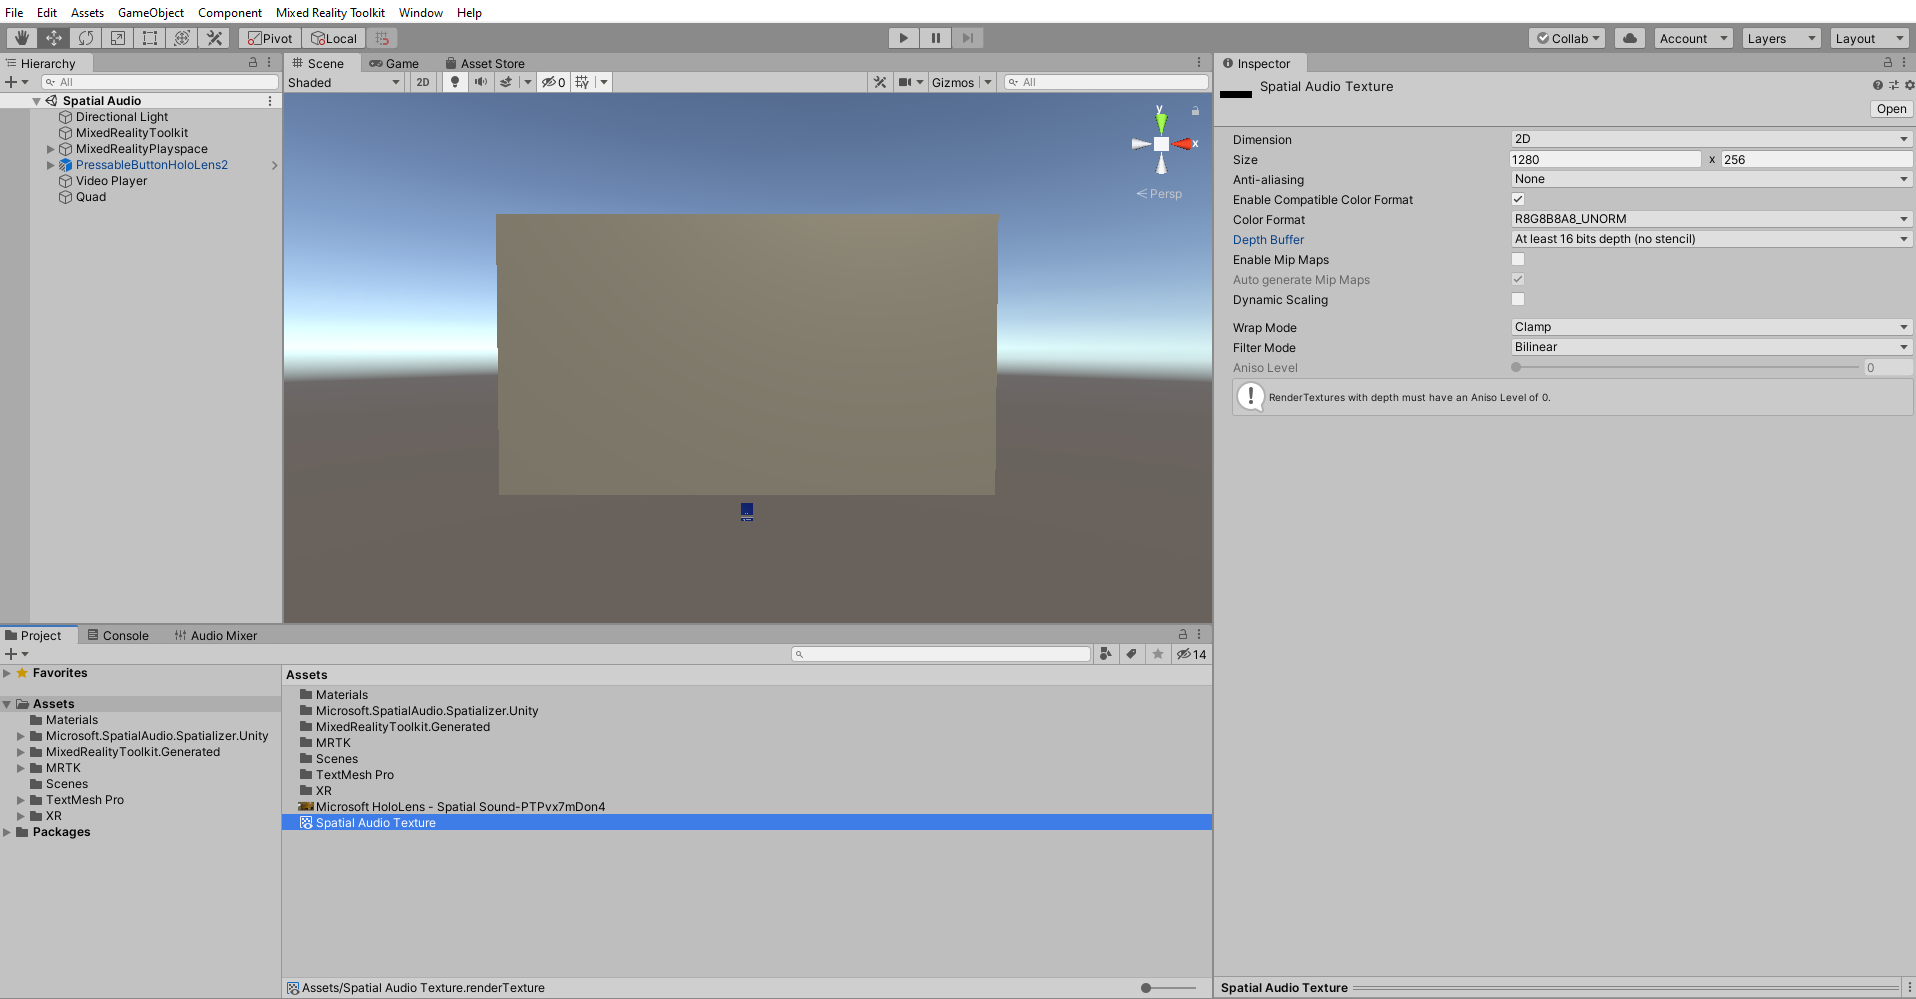 File Edit Assets GameObject Component Mixed Reality Toolkit Window Help
Pivot Local Collab Account Layers Layout
Hierarchy
All
Spatial Audio
Directional Light
MixedRealityToolkit
MixedRealityPlayspace
PressableButtonHoloLens2
Video Player
Quad
Scene Game Asset Store
Shaded 2D 0 Gizmos All
y
x
Persp
Inspector
Spatial Audio Texture
Open
Dimension 2D
Size 1280 x 256
Anti-aliasing None
Enable Compatible Color Format
Color Format R8G8B8A8_UNORM
Depth Buffer At least 16 bits depth (no stencil)
Enable Mip Maps
Auto generate Mip Maps
Dynamic Scaling
Wrap Mode Clamp
Filter Mode Bilinear
Aniso Level 0
RenderTextures with depth must have an Aniso Level of 0.
Project Console Audio Mixer
14
Favorites
Assets
Materials
Microsoft.SpatialAudio.Spatializer.Unity
MixedRealityToolkit.Generated
MRTK
Scenes
TextMesh Pro
XR
Packages
Assets
Materials
Microsoft.SpatialAudio.Spatializer.Unity
MixedRealityToolkit.Generated
MRTK
Scenes
TextMesh Pro
XR
Microsoft HoloLens - Spatial Sound-PTPvx7mDon4
Spatial Audio Texture
Assets/Spatial Audio Texture.renderTexture
Spatial Audio Texture